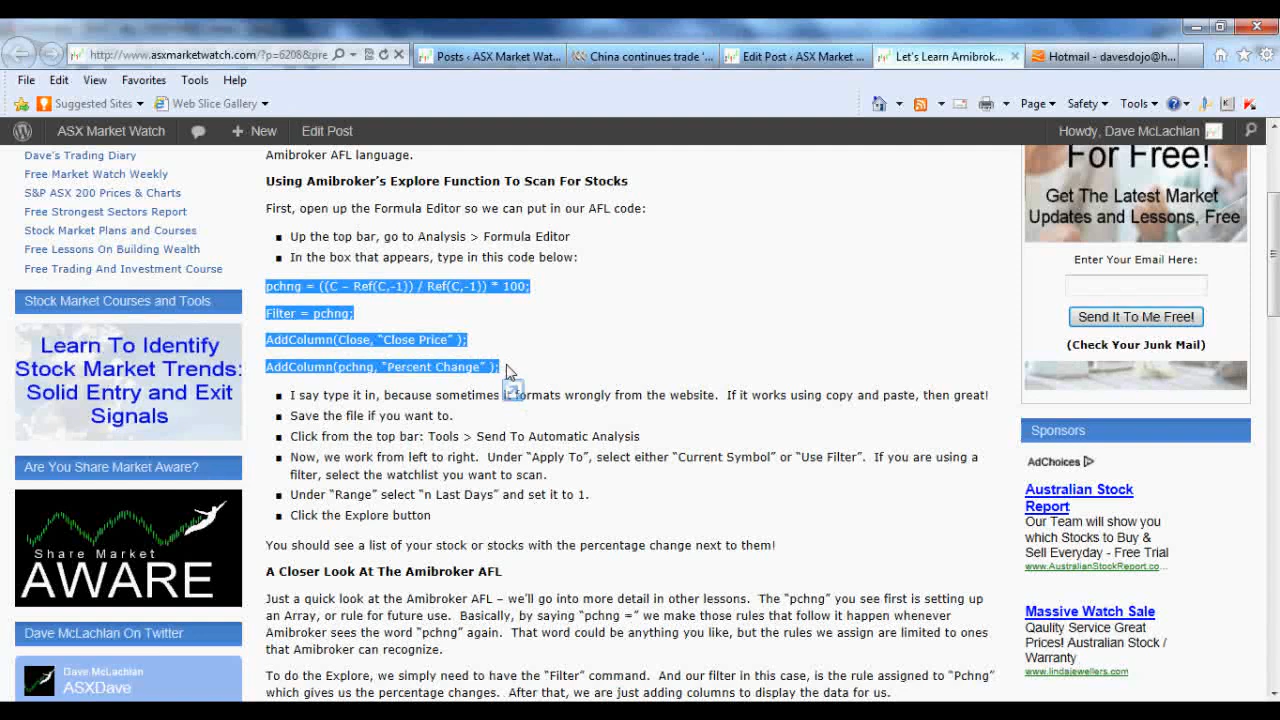 http://www.asxmarketwatch.com/?p=6208&pre
Posts ‹ ASX Market Wat...
China continues trade '...
Edit Post ‹ ASX Market ...
Let's Learn Amibrok...
Hotmail - davesdojo@h...
File Edit View Favorites Tools Help
Suggested Sites Web Slice Gallery
Page Safety Tools
ASX Market Watch
New
Edit Post
Howdy, Dave McLachlan
Dave's Trading Diary
Free Market Watch Weekly
S&P ASX 200 Prices & Charts
Free Strongest Sectors Report
Stock Market Plans and Courses
Free Lessons On Building Wealth
Free Trading And Investment Course
Stock Market Courses and Tools
Learn To Identify
Stock Market Trends:
Solid Entry and Exit
Signals
Are You Share Market Aware?
Share Market
AWARE
Dave McLachlan On Twitter
Dave McLachlan
ASXDave
Amibroker AFL language.
Using Amibroker's Explore Function To Scan For Stocks
First, open up the Formula Editor so we can put in our AFL code:
Up the top bar, go to Analysis > Formula Editor
In the box that appears, type in this code below:
pchng = ((C – Ref(C,-1)) / Ref(C,-1)) * 100;
Filter = pchng;
AddColumn(Close, "Close Price" );
AddColumn(pchng, "Percent Change" );
I say type it in, because sometimes it formats wrongly from the website. If it works using copy and paste, then great!
Save the file if you want to.
Click from the top bar: Tools > Send To Automatic Analysis
Now, we work from left to right. Under "Apply To", select either "Current Symbol" or "Use Filter". If you are using a
filter, select the watchlist you want to scan.
Under "Range" select "n Last Days" and set it to 1.
Click the Explore button
You should see a list of your stock or stocks with the percentage change next to them!
A Closer Look At The Amibroker AFL
Just a quick look at the Amibroker AFL – we'll go into more detail in other lessons. The "pchng" you see first is setting up
an Array, or rule for future use. Basically, by saying "pchng =" we make those rules that follow it happen whenever
Amibroker sees the word "pchng" again. That word could be anything you like, but the rules we assign are limited to ones
that Amibroker can recognize.
To do the Explore, we simply need to have the "Filter" command. And our filter in this case, is the rule assigned to "Pchng"
which gives us the percentage changes. After that, we are just adding columns to display the data for us.
For Free!
Get The Latest Market
Updates and Lessons, Free
Enter Your Email Here:
Send It To Me Free!
(Check Your Junk Mail)
Sponsors
AdChoices
Australian Stock
Report
Our Team will show you
which Stocks to Buy &
Sell Everyday - Free Trial
www.AustralianStockReport.co...
Massive Watch Sale
Qaulity Service Great
Prices! Australian Stock /
Warranty
www.lindajewellers.com